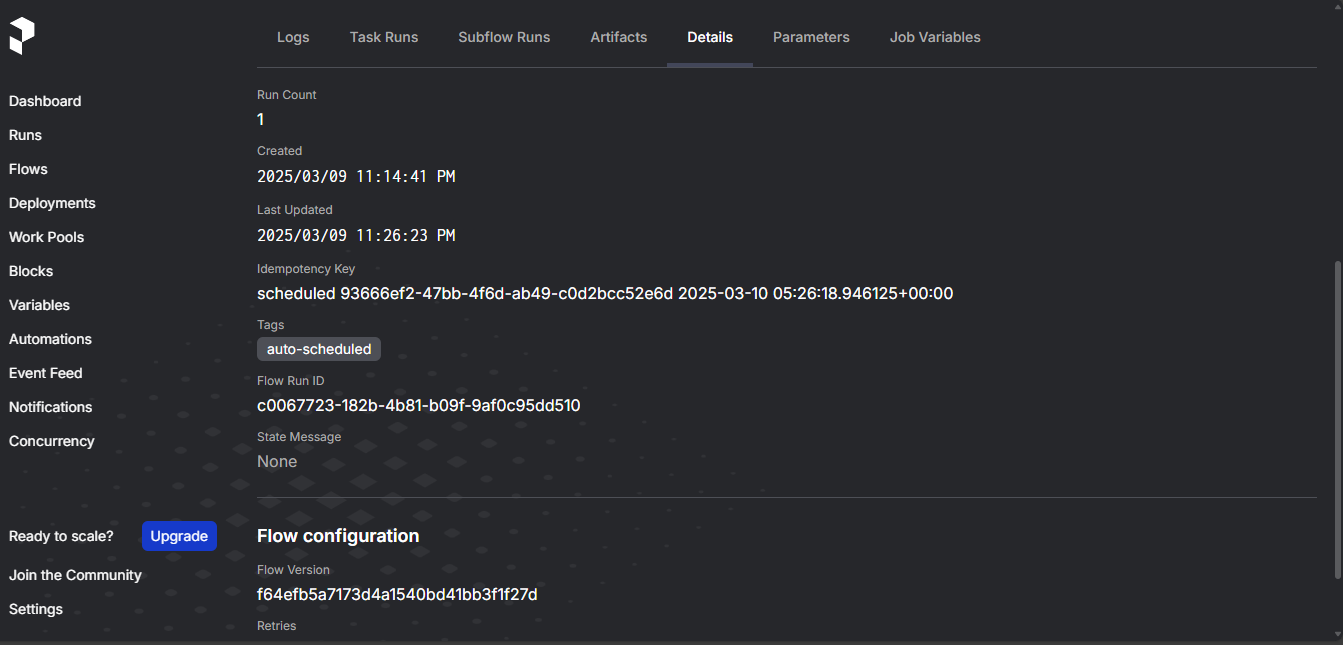 Logs Task Runs Subflow Runs Artifacts Details Parameters Job Variables
Dashboard
Runs
Flows
Deployments
Work Pools
Blocks
Variables
Automations
Event Feed
Notifications
Concurrency
Ready to scale? Upgrade
Join the Community
Settings
Run Count
1
Created
2025/03/09 11:14:41 PM
Last Updated
2025/03/09 11:26:23 PM
Idempotency Key
scheduled 93666ef2-47bb-4f6d-ab49-c0d2bcc52e6d 2025-03-10 05:26:18.946125+00:00
Tags
auto-scheduled
Flow Run ID
c0067723-182b-4b81-b09f-9af0c95dd510
State Message
None
Flow configuration
Flow Version
f64efb5a7173d4a1540bd41bb3f1f27d
Retries